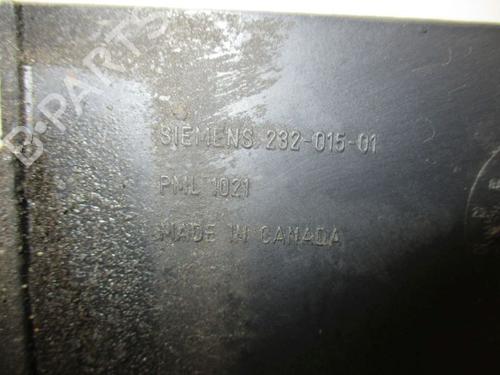 B-PARTS
SIEMENS 232-015-01
PML 1021
MADE IN CANADA